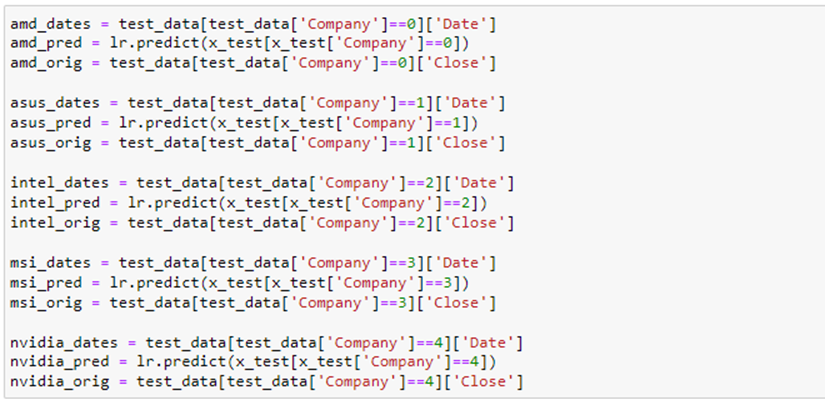 amd_dates = test_data[test_data['Company']==0]['Date']
amd_pred = lr.predict(x_test[x_test['Company']==0])
amd_orig = test_data[test_data['Company']==0]['Close']
asus_dates = test_data[test_data['Company']==1]['Date']
asus_pred = lr.predict(x_test[x_test['Company']==1])
asus_orig = test_data[test_data['Company']==1]['Close']
intel_dates = test_data[test_data['Company']==2]['Date']
intel_pred = lr.predict(x_test[x_test['Company']==2])
intel_orig = test_data[test_data['Company']==2]['Close']
msi_dates = test_data[test_data['Company']==3]['Date']
msi_pred = lr.predict(x_test[x_test['Company']==3])
msi_orig = test_data[test_data['Company']==3]['Close']
nvidia_dates = test_data[test_data['Company']==4]['Date']
nvidia_pred = lr.predict(x_test[x_test['Company']==4])
nvidia_orig = test_data[test_data['Company']==4]['Close']